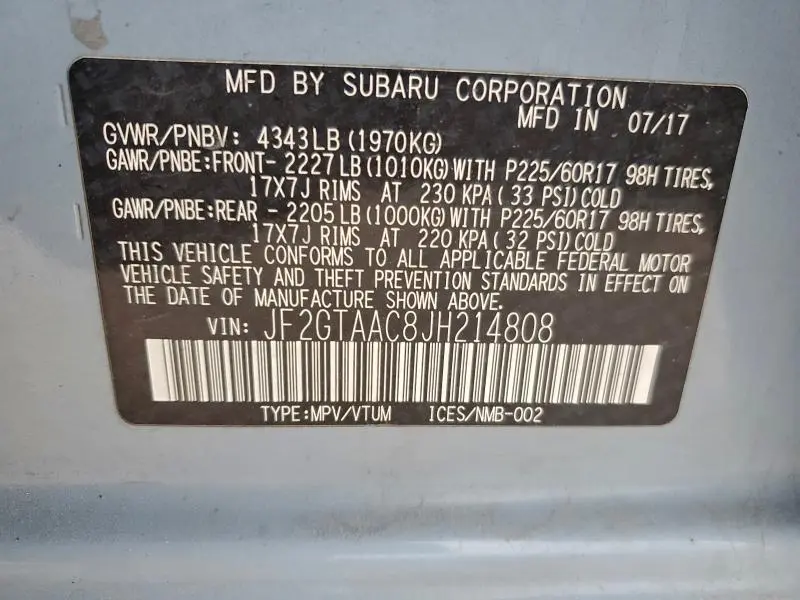 MFD BY SUBARU CORPORATION
MFD IN 07/17
GVWR/PNBV: 4343LB (1970KG)
GAWR/PNBE:FRONT- 2227LB(1010KG)WITH P225/60R17 98H TIRES,
17X7J RIMS AT 230 KPA(33 PSI)COLD
GAWR/PNBE:REAR - 2205LB(1000KG)WITH P225/60R17 98H TIRES,
17X7J RIMS AT 220 KPA(32 PSI)COLD
THIS VEHICLE CONFORMS TO ALL APPLICABLE FEDERAL MOTOR
VEHICLE SAFETY AND THEFT PREVENTION STANDARDS IN EFFECT ON
THE DATE OF MANUFACTURE SHOWN ABOVE.
VIN: JF2GTAAC8JH214808
TYPE:MPV/VTUM ICES/NMB-002